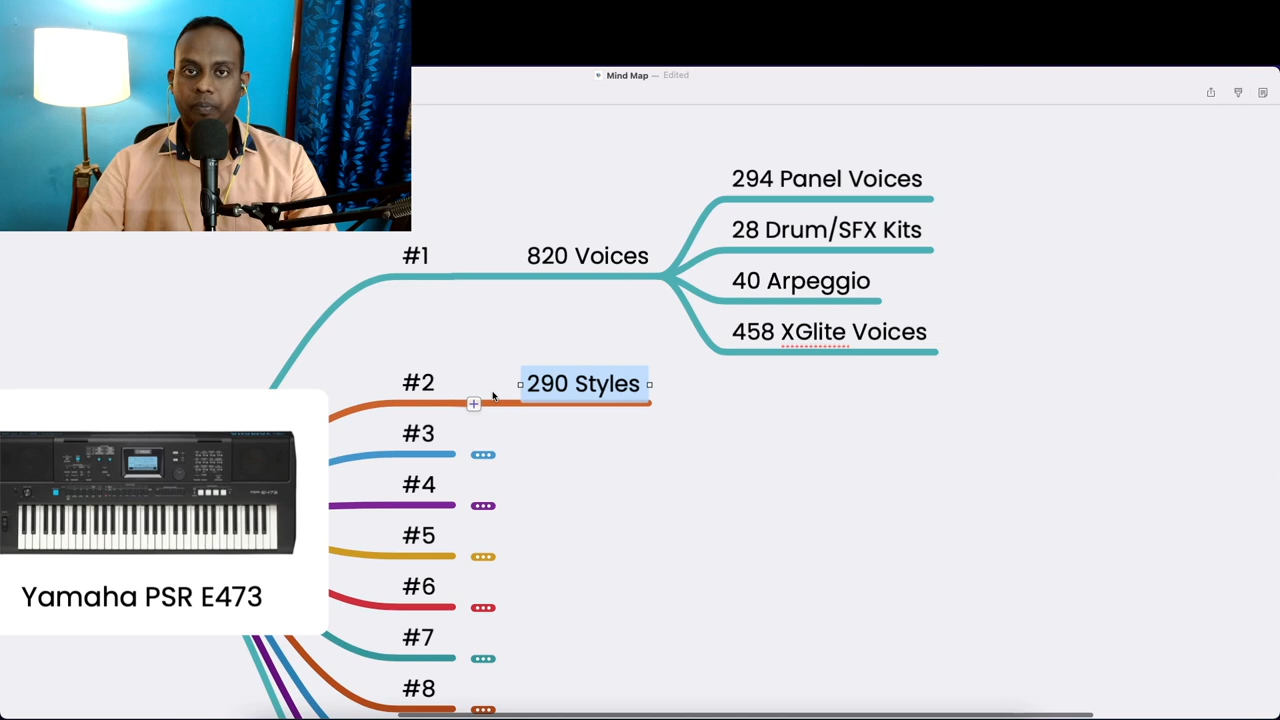 Mind Map — Edited
294 Panel Voices
28 Drum/SFX Kits
#1
820 Voices
40 Arpeggio
458 XGlite Voices
#2
290 Styles
#3
#4
#5
#6
Yamaha PSR E473
#7
#8